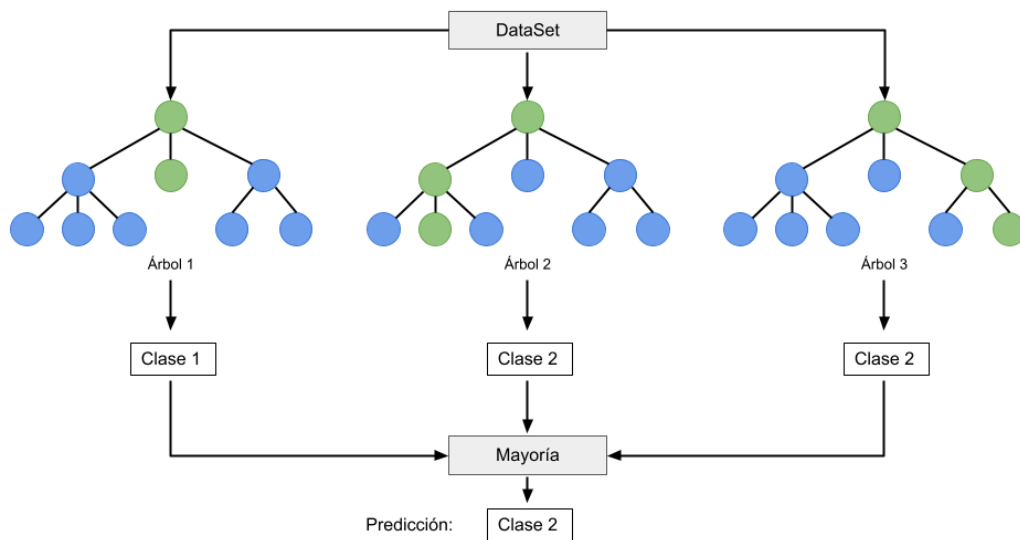 DataSet
Árbol 1
Árbol 2
Árbol 3
Clase 1
Clase 2
Clase 2
Mayoría
Predicción:
Clase 2